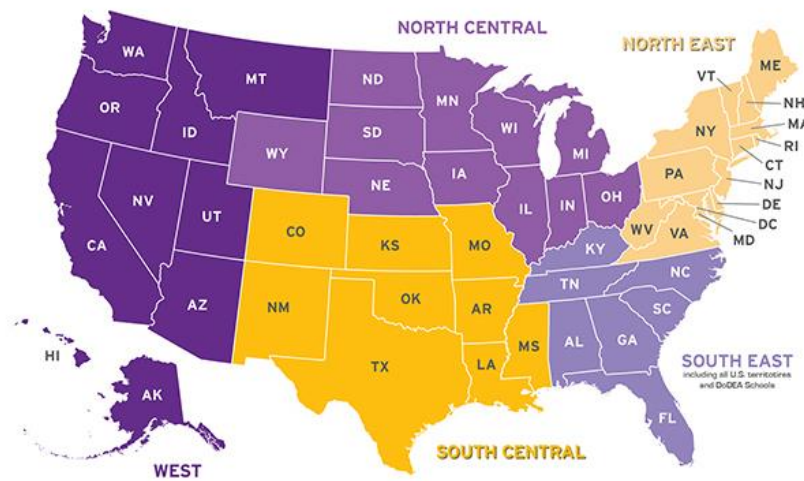 NORTH CENTRAL
NORTH EAST
WA
MT
ND
MN
ME
VT
NH
OR
ID
SD
WI
MI
NY
MA
RI
WY
CT
IA
PA
NJ
NE
NV
UT
IL
IN
OH
DE
DC
MD
WV
VA
CA
CO
KS
MO
KY
NC
TN
AZ
NM
OK
AR
SC
MS
AL
GA
TX
LA
HI
AK
FL
SOUTH EAST
including all U.S. territotires
and DoDEA Schools
SOUTH CENTRAL
WEST